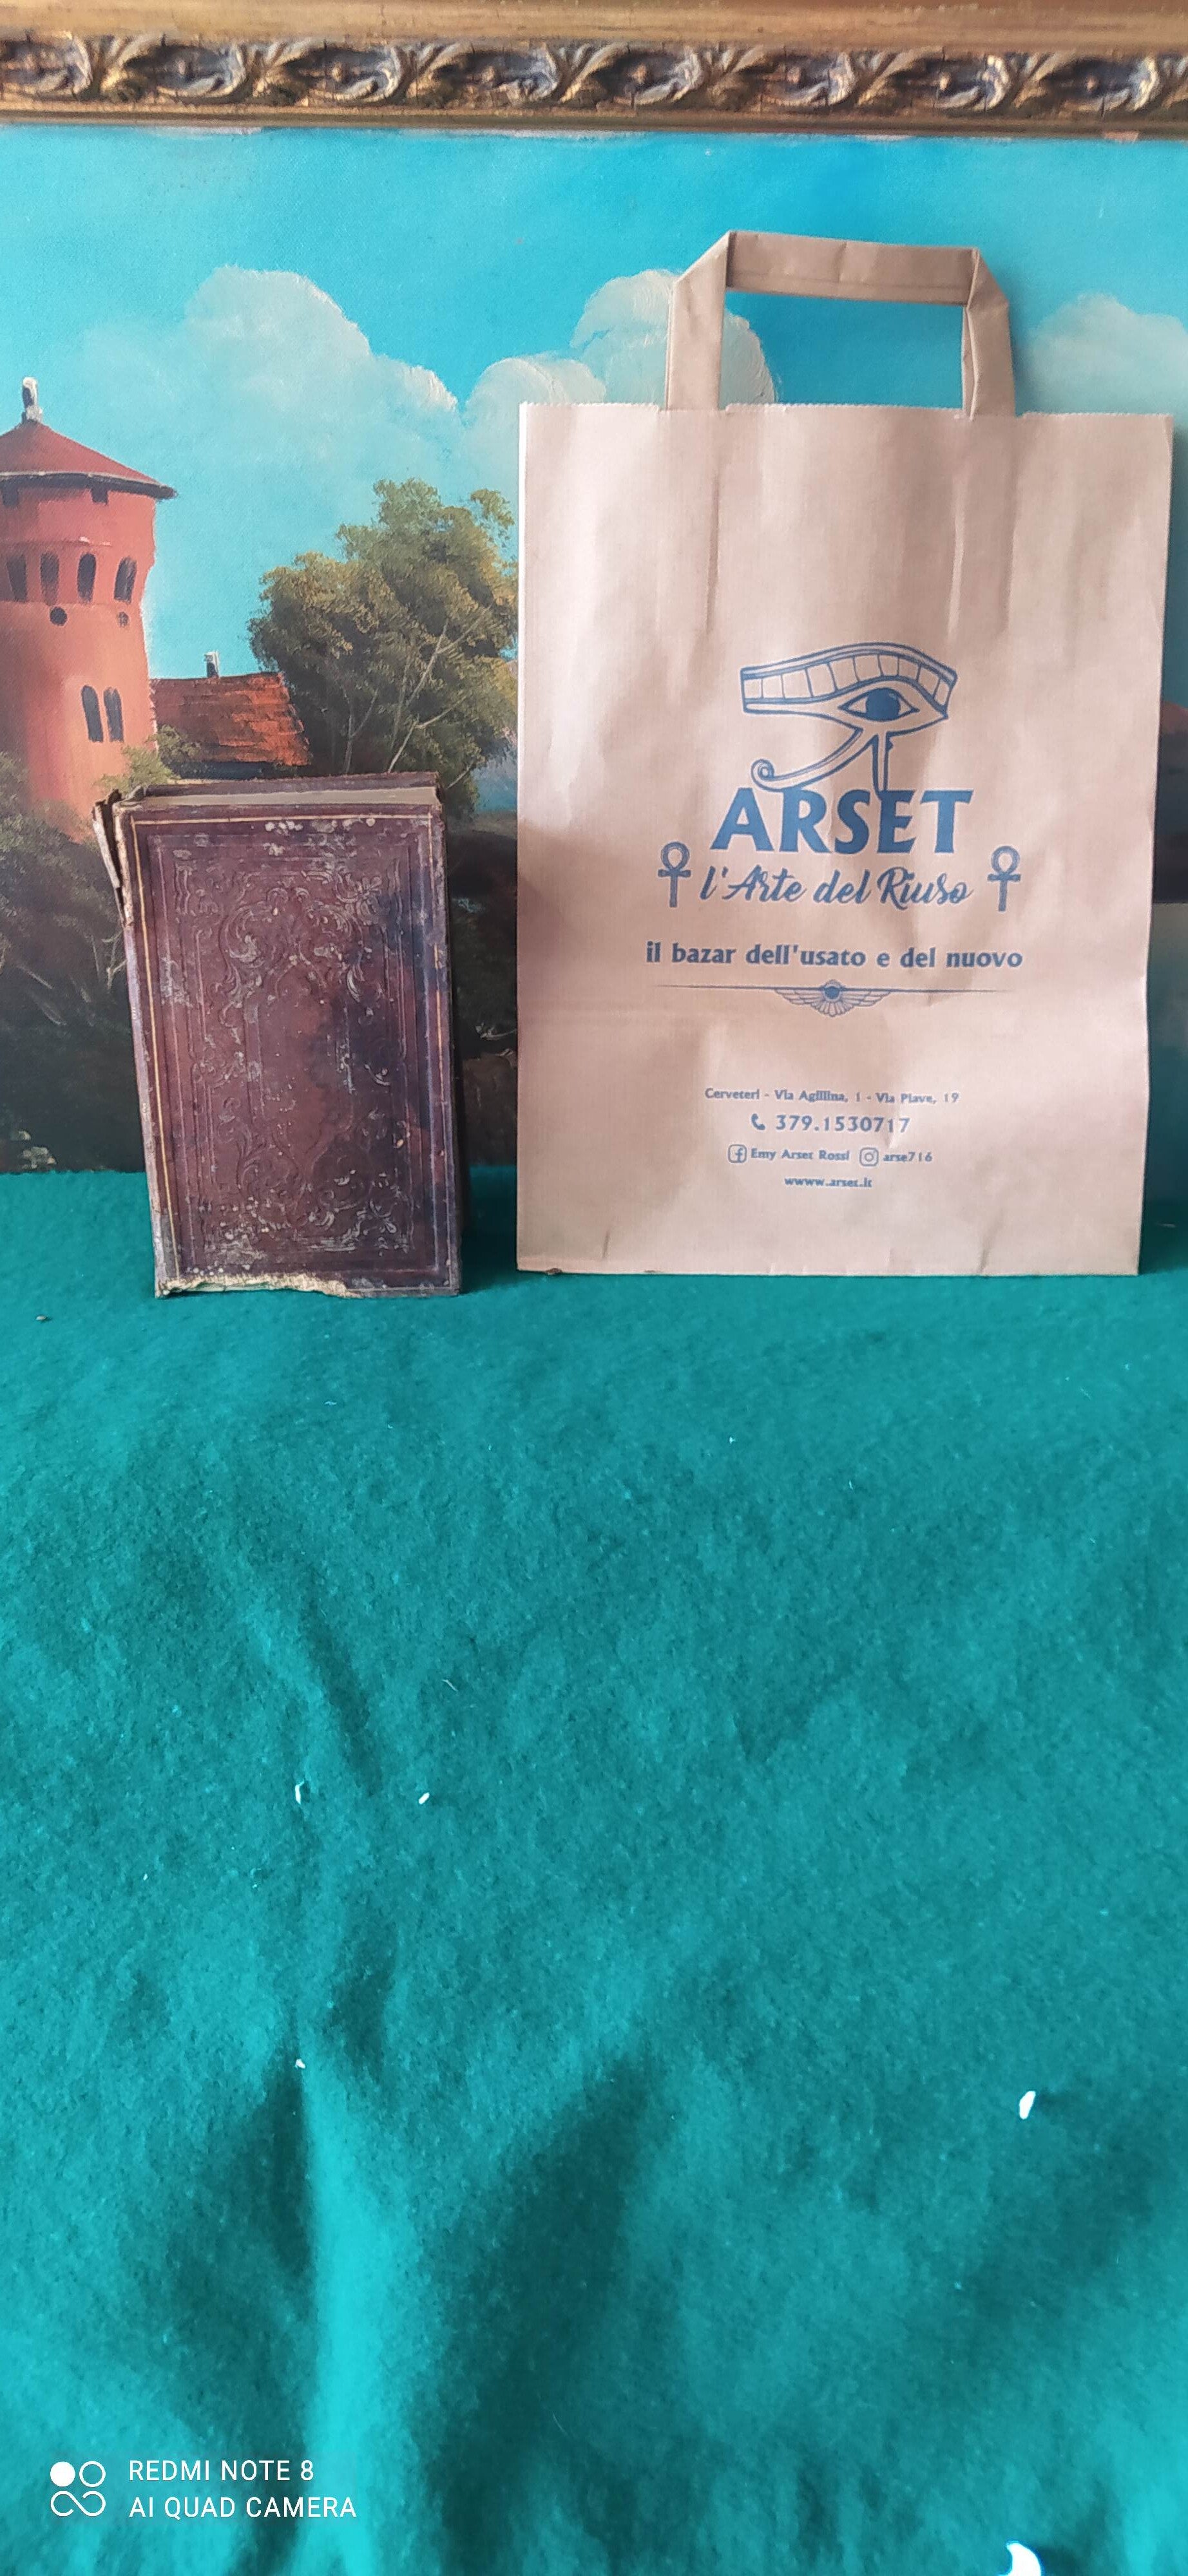 ARSET
l'Arte del Riuso
il bazar dell'usato e del nuovo
Cerveteri - Via Agillina, 1 - Via Piave, 19
379.1530717
Emy Arset Rossi arse716
wwww.arset.it
REDMI NOTE 8
AI QUAD CAMERA